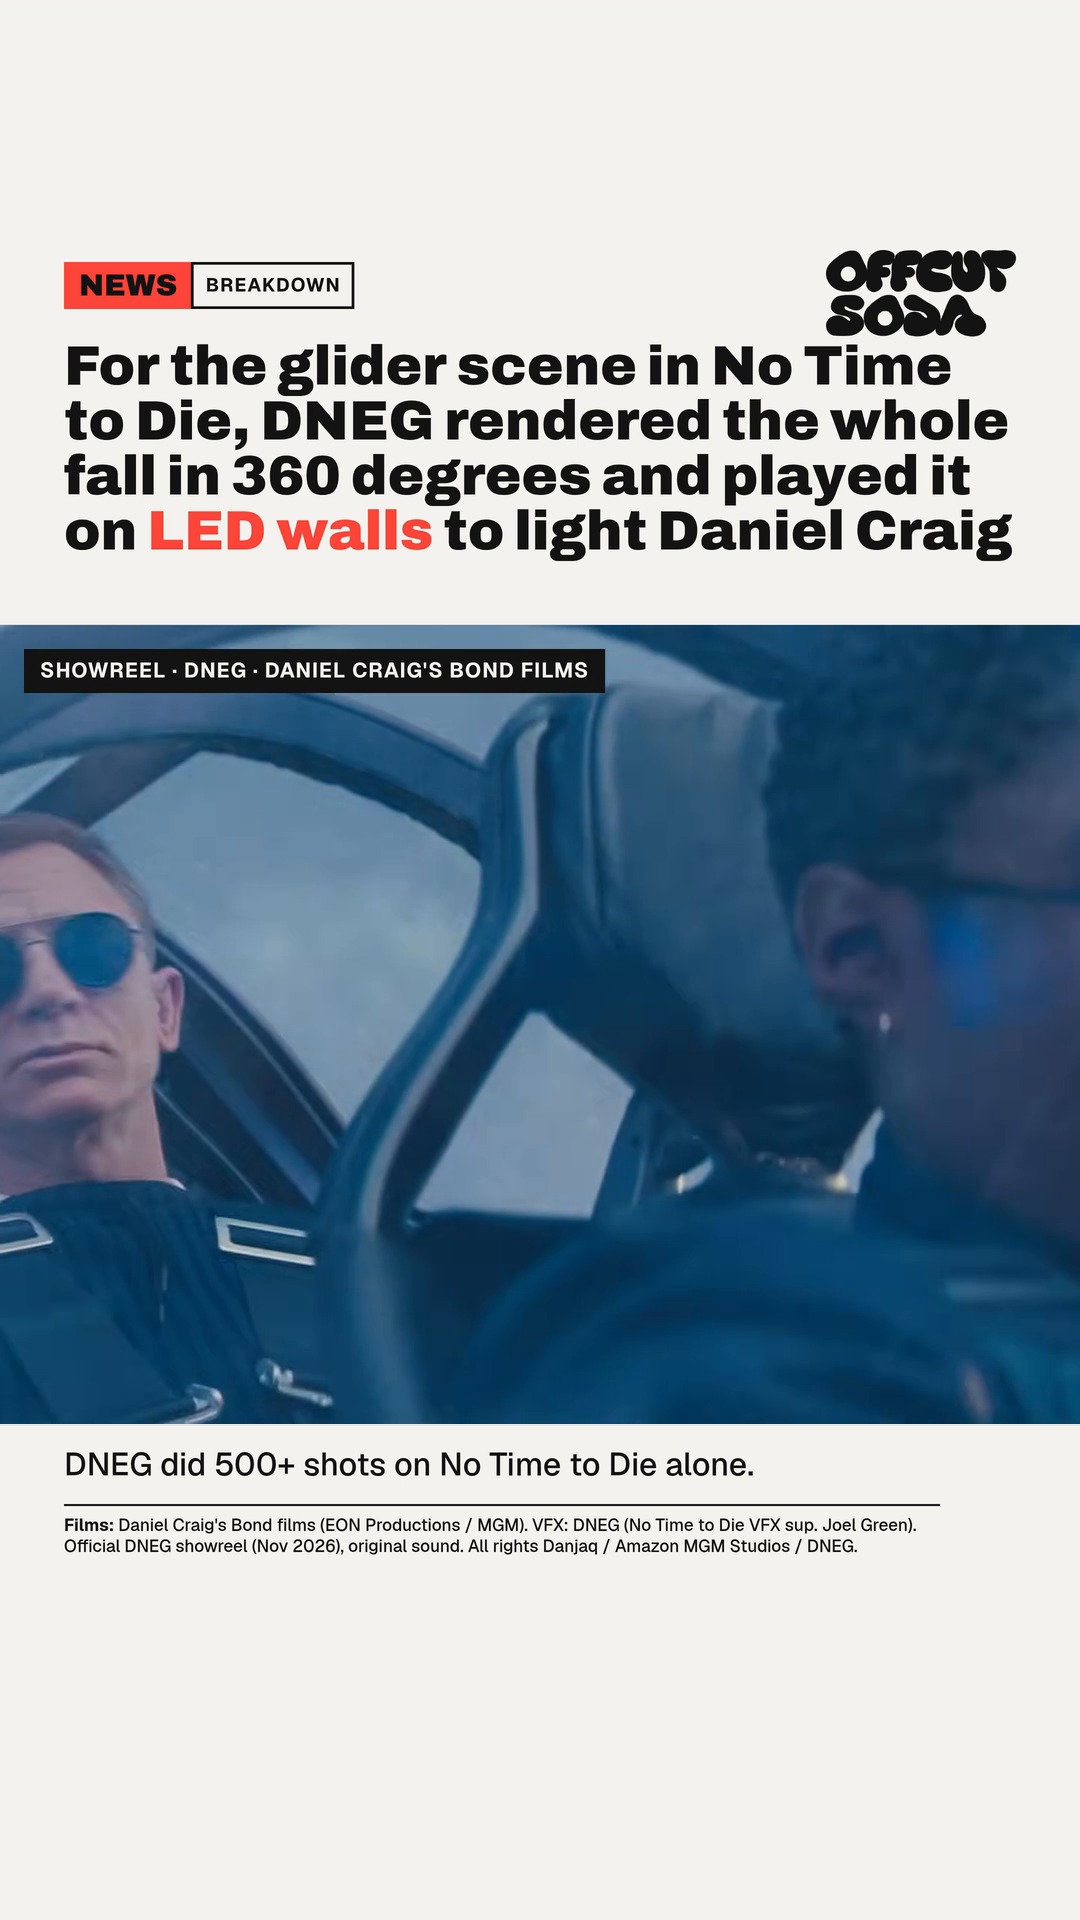 NEWS BREAKDOWN
OFFCUT
SODA
For the glider scene in No Time
to Die, DNEG rendered the whole
fall in 360 degrees and played it
on LED walls to light Daniel Craig
SHOWREEL · DNEG · DANIEL CRAIG'S BOND FILMS
DNEG did 500+ shots on No Time to Die alone.
Films: Daniel Craig's Bond films (EON Productions / MGM). VFX: DNEG (No Time to Die VFX sup. Joel Green).
Official DNEG showreel (Nov 2026), original sound. All rights Danjaq / Amazon MGM Studios / DNEG.